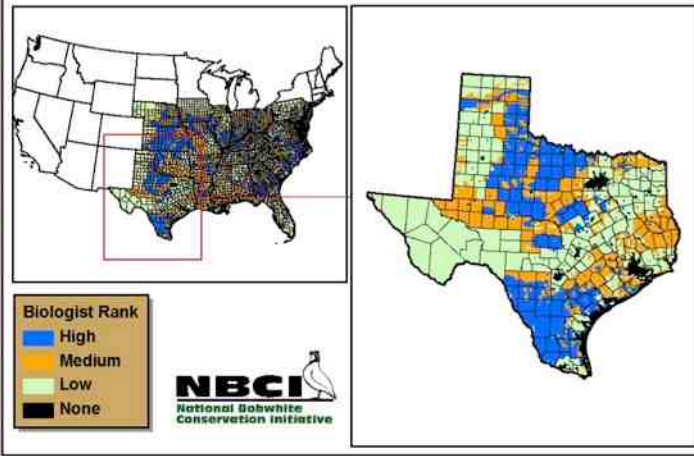 Biologist Rank
High
Medium
Low
None
NBCI
National Bobwhite
Conservation Initiative